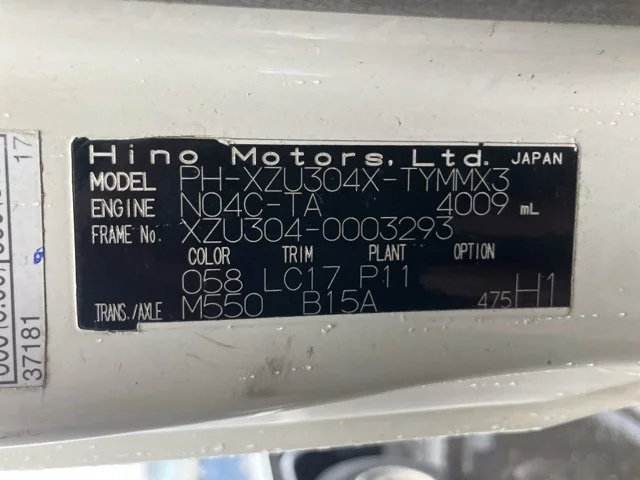 Hino Motors, Ltd. JAPAN
MODEL PH-XZU304X-TYMMX3
ENGINE N04C-TA 4009 mL
FRAME No. XZU304-0003293
COLOR TRIM PLANT OPTION
058 LC17 P11
TRANS./AXLE M550 B15A 475 H1
17
37181